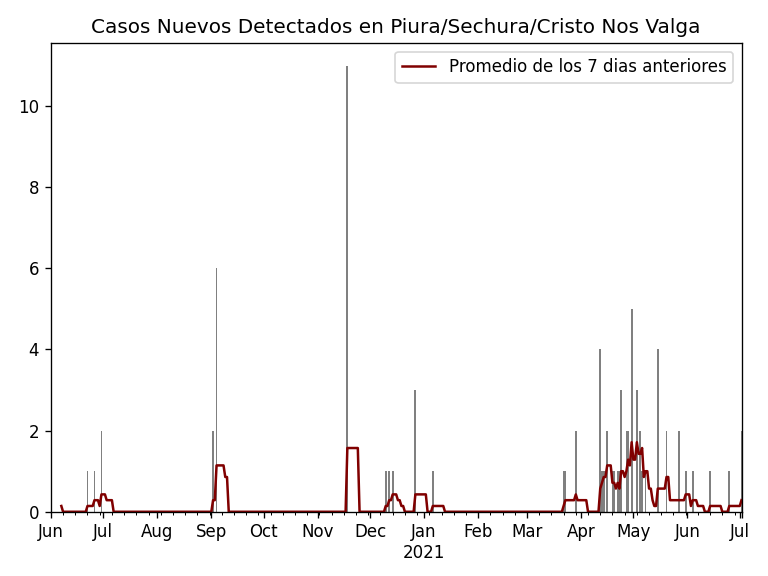 Casos Nuevos Detectados en Piura/Sechura/Cristo Nos Valga
Promedio de los 7 dias anteriores
10
8
6
4
2
0
Jun Jul Aug Sep Oct Nov Dec Jan Feb Mar Apr May Jun Jul
2021